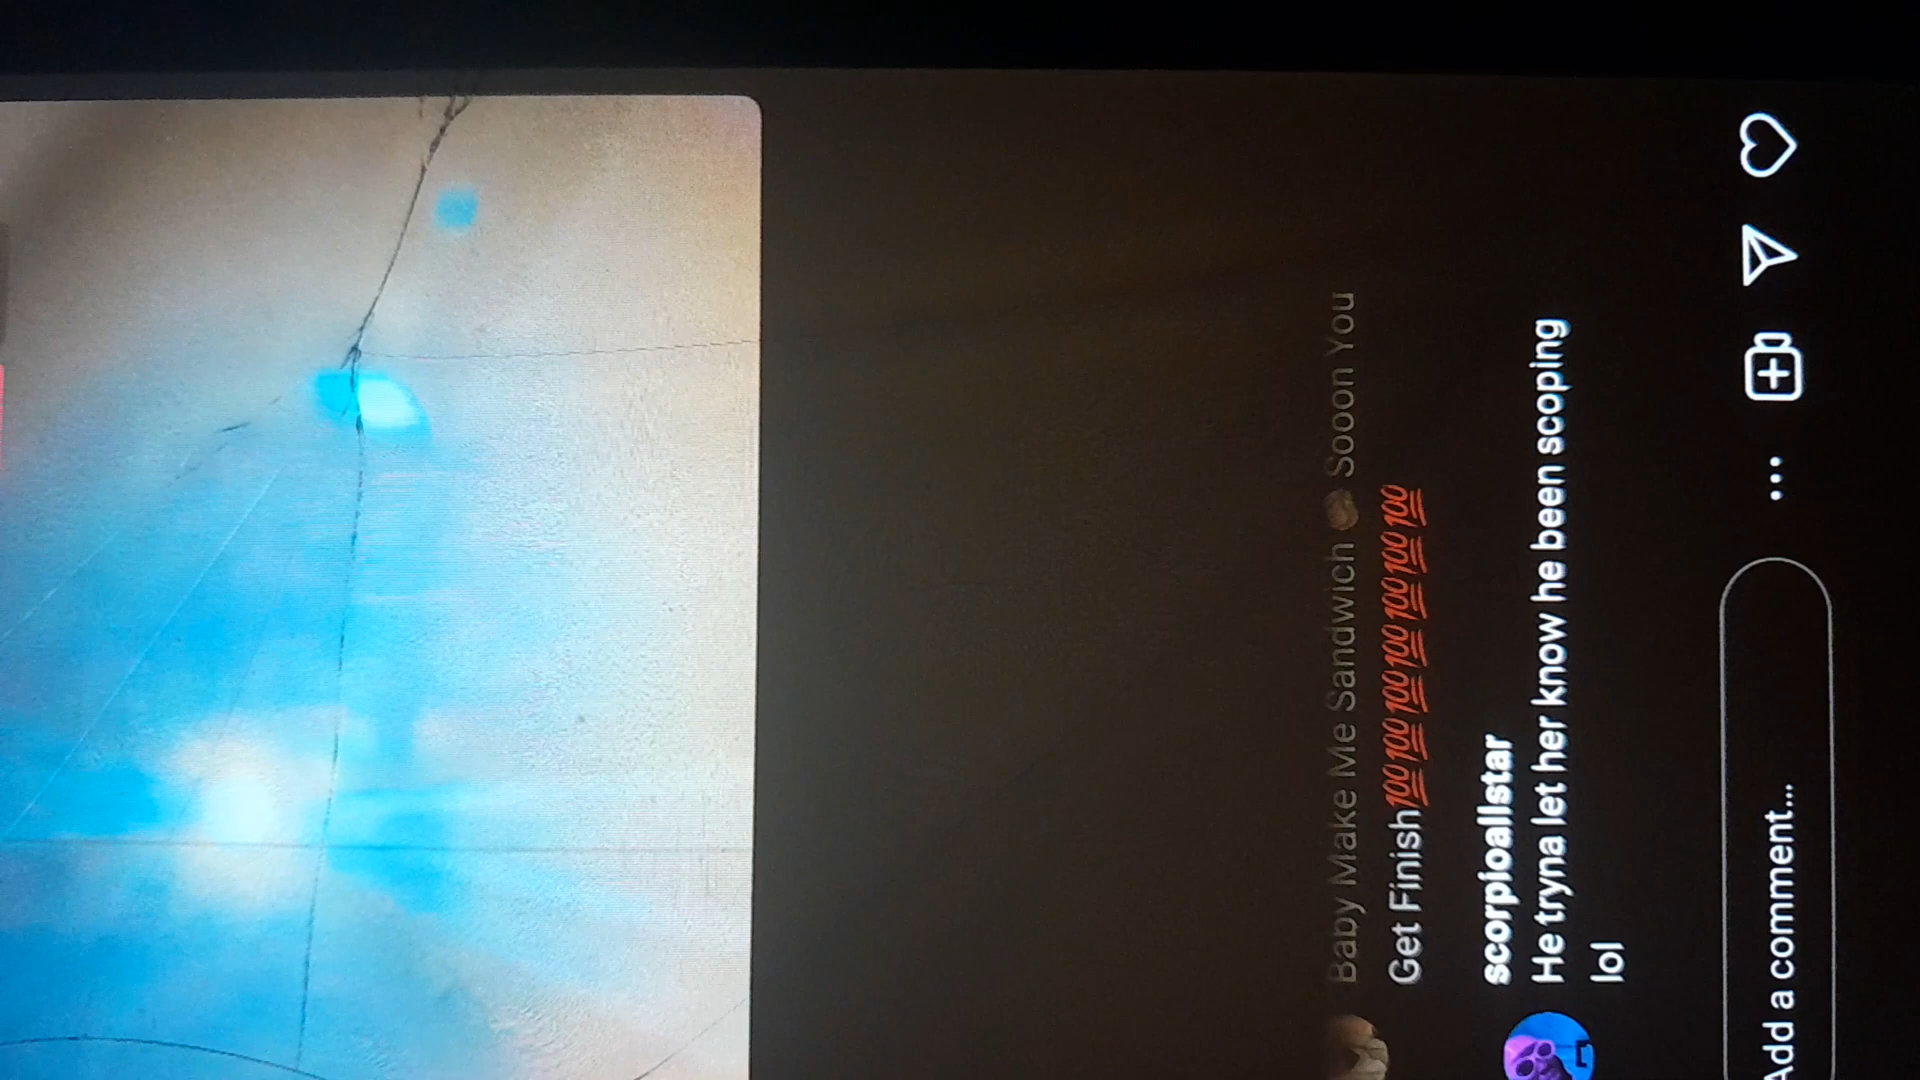 Baby Make Me Sandwich Sooon You
Get Finish💯💯💯💯💯💯💯
scorpioallstar
He tryna let her know he been scoping
lol
Add a comment...